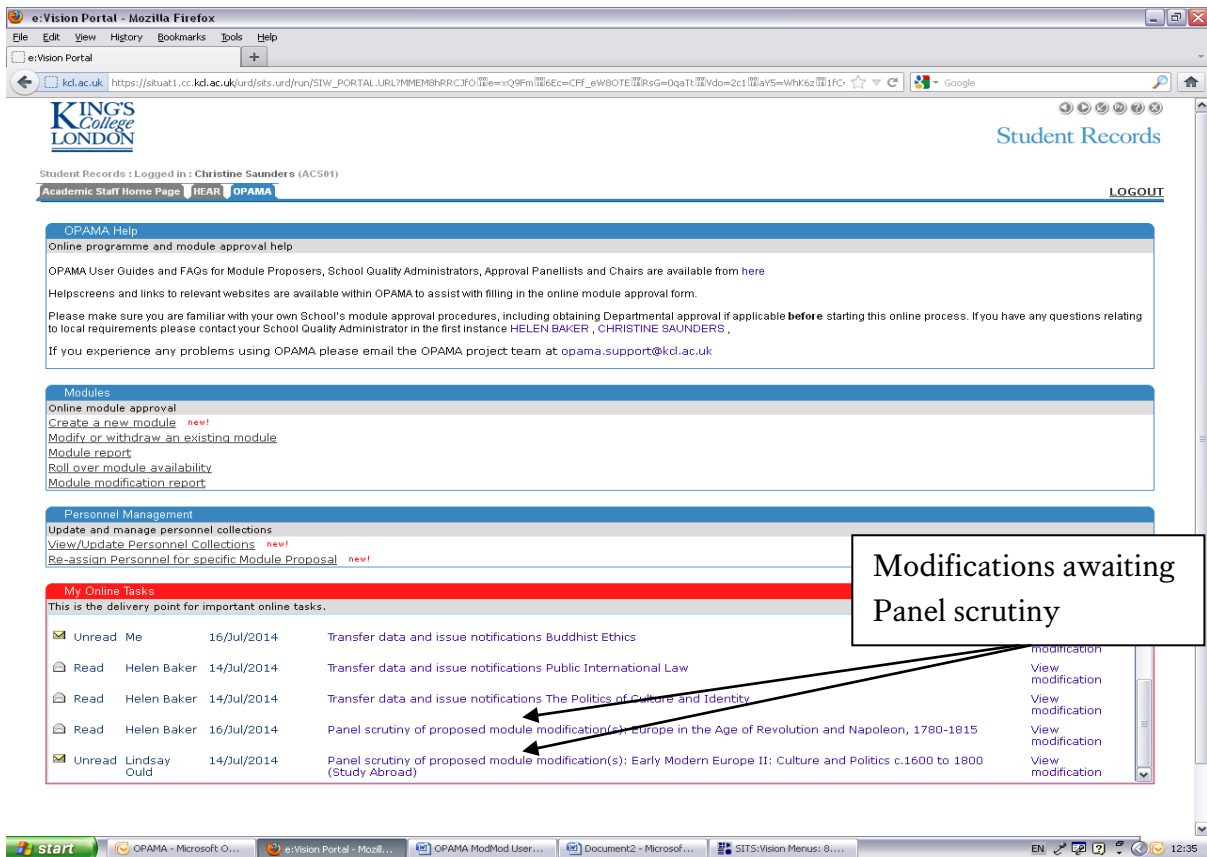 e:Vision Portal - Mozilla Firefox
File Edit View History Bookmarks Tools Help
e:Vision Portal
kcl.ac.uk https://situat1.cc.kcl.ac.uk/urd/sits.urd/run/SIW_PORTAL.URL?
Google
KING'S
College
LONDON
Student Records
Student Records : Logged in : Christine Saunders (ACS01)
Academic Staff Home Page HEAR OPAMA
LOGOUT
OPAMA Help
Online programme and module approval help
OPAMA User Guides and FAQs for Module Proposers, School Quality Administrators, Approval Panellists and Chairs are available from here
Helpscreens and links to relevant websites are available within OPAMA to assist with filling in the online module approval form.
Please make sure you are familiar with your own School's module approval procedures, including obtaining Departmental approval if applicable before starting this online process. If you have any questions relating
to local requirements please contact your School Quality Administrator in the first instance HELEN BAKER , CHRISTINE SAUNDERS ,
If you experience any problems using OPAMA please email the OPAMA project team at opama.support@kcl.ac.uk
Modules
Online module approval
Create a new module new!
Modify or withdraw an existing module
Module report
Roll over module availability
Module modification report
Personnel Management
Update and manage personnel collections
View/Update Personnel Collections new!
Re-assign Personnel for specific Module Proposal new!
Modifications awaiting
Panel scrutiny
My Online Tasks
This is the delivery point for important online tasks.
Unread Me 16/Jul/2014 Transfer data and issue notifications Buddhist Ethics
modification
Read Helen Baker 14/Jul/2014 Transfer data and issue notifications Public International Law View
modification
Read Helen Baker 14/Jul/2014 Transfer data and issue notifications The Politics of Culture and Identity View
modification
Read Helen Baker 16/Jul/2014 Panel scrutiny of proposed module modification(s): Europe in the Age of Revolution and Napoleon, 1780-1815 View
modification
Unread Lindsay 14/Jul/2014 Panel scrutiny of proposed module modification(s): Early Modern Europe II: Culture and Politics c.1600 to 1800 View
Ould (Study Abroad) modification
start OPAMA - Microsoft O... e:Vision Portal - Mozill... OPAMA ModMod User... Document2 - Microsof... SITS:Vision Menus: 8.... EN 12:35